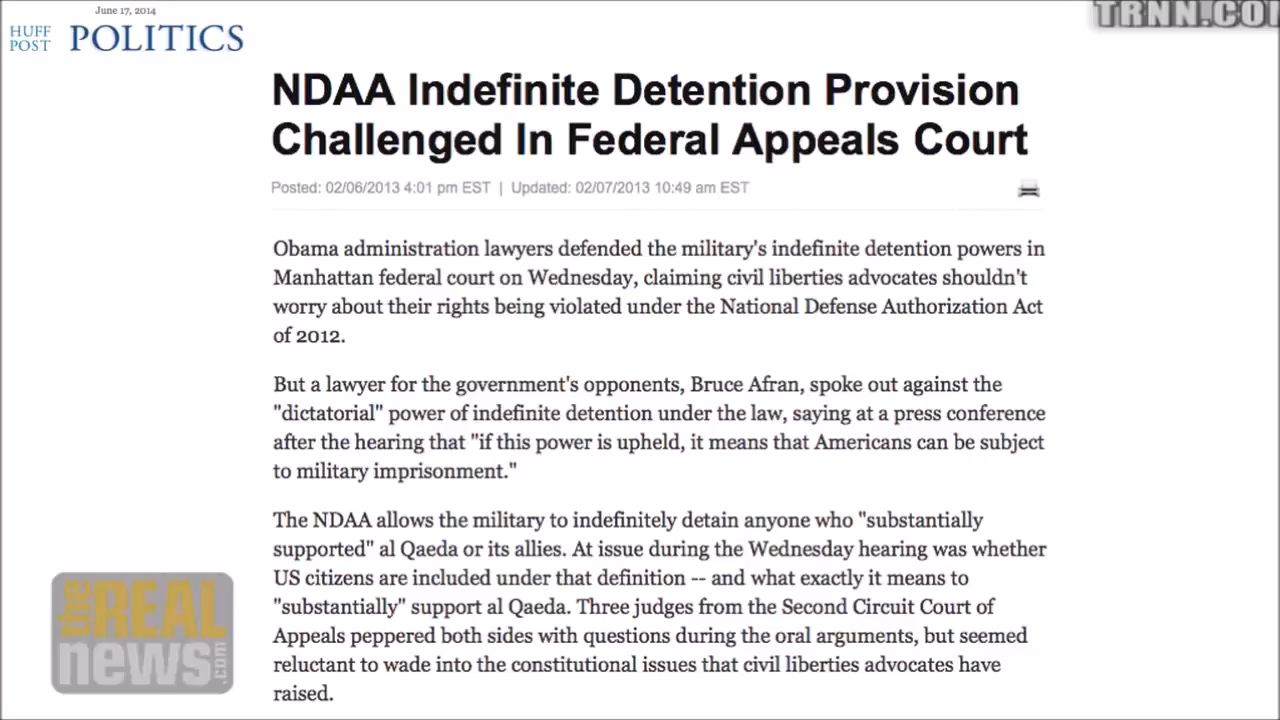 June 17, 2014
HUFF
POST
POLITICS
TRNN.COM
NDAA Indefinite Detention Provision
Challenged In Federal Appeals Court
Posted: 02/06/2013 4:01 pm EST | Updated: 02/07/2013 10:49 am EST
Obama administration lawyers defended the military's indefinite detention powers in
Manhattan federal court on Wednesday, claiming civil liberties advocates shouldn't
worry about their rights being violated under the National Defense Authorization Act
of 2012.
But a lawyer for the government's opponents, Bruce Afran, spoke out against the
"dictatorial" power of indefinite detention under the law, saying at a press conference
after the hearing that "if this power is upheld, it means that Americans can be subject
to military imprisonment."
The NDAA allows the military to indefinitely detain anyone who "substantially
supported" al Qaeda or its allies. At issue during the Wednesday hearing was whether
US citizens are included under that definition -- and what exactly it means to
"substantially" support al Qaeda. Three judges from the Second Circuit Court of
Appeals peppered both sides with questions during the oral arguments, but seemed
reluctant to wade into the constitutional issues that civil liberties advocates have
raised.
the REAL
news.com